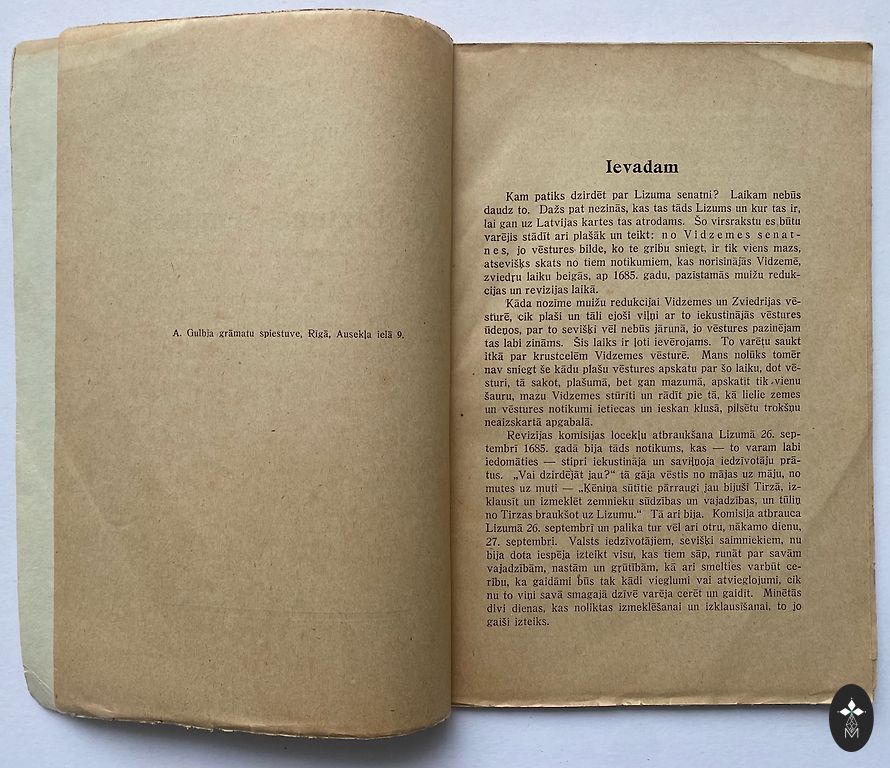 A. Gulbja grāmatu spiestuve, Rīgā, Ausekļa ielā 9.
Ievadam
Kam patiks dzirdēt par Lizuma senatni? Laikam nebūs
daudz to. Dažs pat nezinās, kas tas tāds Lizums un kur tas ir,
lai gan uz Latvijas kartes tas atrodams. Šo virsrakstu es būtu
varējis stādīt ari plašāk un teikt: no Vidzemes senat-
nes, jo vēstures bilde, ko te gribu sniegt, ir tik viens mazs,
atsevišķs skats no tiem notikumiem, kas norisinājās Vidzemē,
zviedru laiku beigās, ap 1685. gadu, pazīstamās muižu reduk-
cijas un revizijas laikā.
Kāda nozīme muižu redukcijai Vidzemes un Zviedrijas vē-
sturē, cik plaši un tāli ejoši viļņi ar to iekustinājās vēstures
ūdeņos, par to sevišķi vēl nebūs jārunā, jo vēstures pazinējam
tas labi zināms. Šis laiks ir ļoti ievērojams. To varētu saukt
itkā par krustcelēm Vidzemes vēsturē. Mans nolūks tomēr
nav sniegt še kādu plašu vēstures apskatu par šo laiku, dot vē-
sturi, tā sakot, plašumā, bet gan mazumā, apskatīt tik vienu
šauru, mazu Vidzemes stūrīti un rādīt pie tā, kā lielie zemes
un vēstures notikumi ietiecas un ieskan klusā, pilsētu trokšņu
neaizskartā apgabalā.
Revizijas komisijas locekļu atbraukšana Lizumā 26. sep-
tembrī 1685. gadā bija tāds notikums, kas — to varam labi
iedomāties — stipri iekustināja un saviļņoja iedzīvotāju prā-
tus. „Vai dzirdējāt jau?“ tā gāja vēstis no mājas uz māju, no
mutes uz muti — „Ķēniņa sūtītie pārraugi jau bijuši Tirzā, iz-
klausīt un izmeklēt zemnieku sūdzības un vajadzības, un tūliņ
no Tirzas braukšot uz Lizumu.“ Tā ari bija. Komisija atbrauca
Lizumā 26. septembrī un palika tur vēl ari otru, nākamo dienu,
27. septembri. Valsts iedzīvotājiem, sevišķi saimniekiem, nu
bija dota iespēja izteikt visu, kas tiem sāp, runāt par savām
vajadzībām, nastām un grūtībām, kā ari smelties varbūt ce-
rību, ka gaidāmi būs tak kādi vieglumi vai atvieglojumi, cik
nu to viņi savā smagajā dzīvē varēja cerēt un gaidīt. Minētās
divi dienas, kas noliktas izmeklēšanai un izklausīšanai, to jo
gaiši izteiks.
M